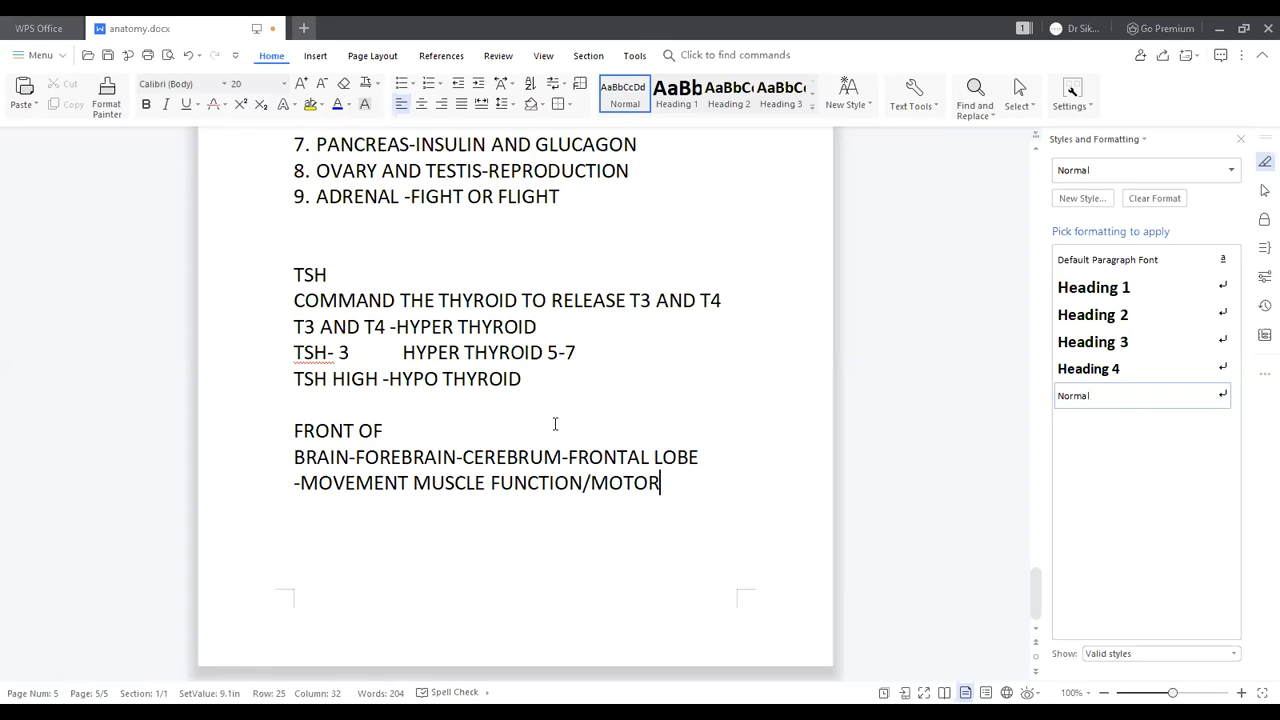 WPS Office
anatomy.docx
1
Dr Sik...
Go Premium
Menu
Home
Insert
Page Layout
References
Review
View
Section
Tools
Click to find commands
Paste
Cut
Copy
Format Painter
Calibri (Body)
20
AaBbCcDd
Normal
AaBb
Heading 1
AaBbC
Heading 2
AaBbC
Heading 3
New Style
Text Tools
Find and Replace
Select
Settings
7. PANCREAS-INSULIN AND GLUCAGON
8. OVARY AND TESTIS-REPRODUCTION
9. ADRENAL -FIGHT OR FLIGHT
TSH
COMMAND THE THYROID TO RELEASE T3 AND T4
T3 AND T4 -HYPER THYROID
TSH- 3 HYPER THYROID 5-7
TSH HIGH -HYPO THYROID
FRONT OF
BRAIN-FOREBRAIN-CEREBRUM-FRONTAL LOBE
-MOVEMENT MUSCLE FUNCTION/MOTOR
Styles and Formatting
Normal
New Style...
Clear Format
Pick formatting to apply
Default Paragraph Font a
Heading 1
Heading 2
Heading 3
Heading 4
Normal
Show: Valid styles
Page Num: 5 Page: 5/5 Section: 1/1 SetValue: 9.1in Row: 25 Column: 32 Words: 204 Spell Check
100%